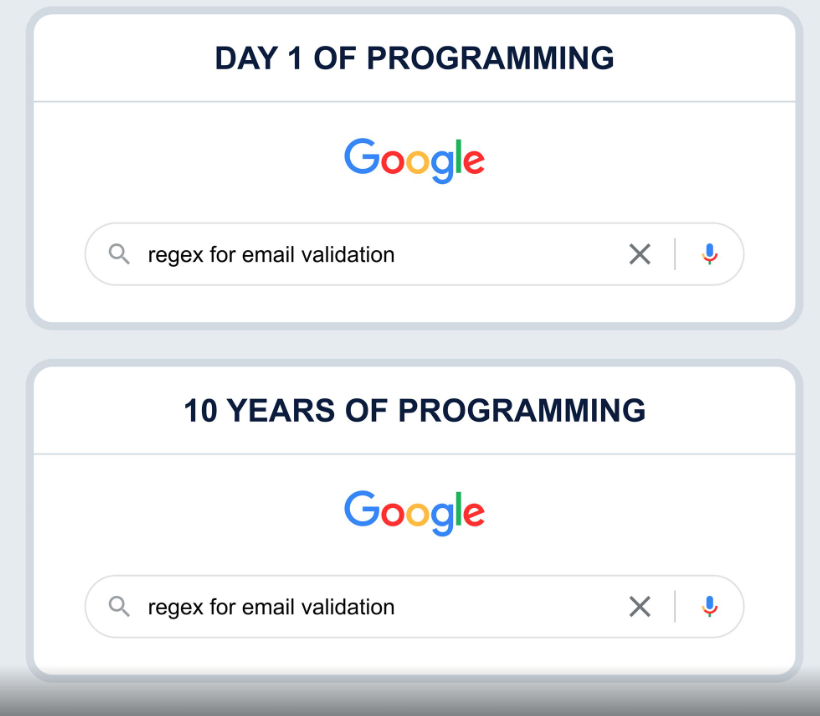 DAY 1 OF PROGRAMMING
Google
regex for email validation
10 YEARS OF PROGRAMMING
Google
regex for email validation